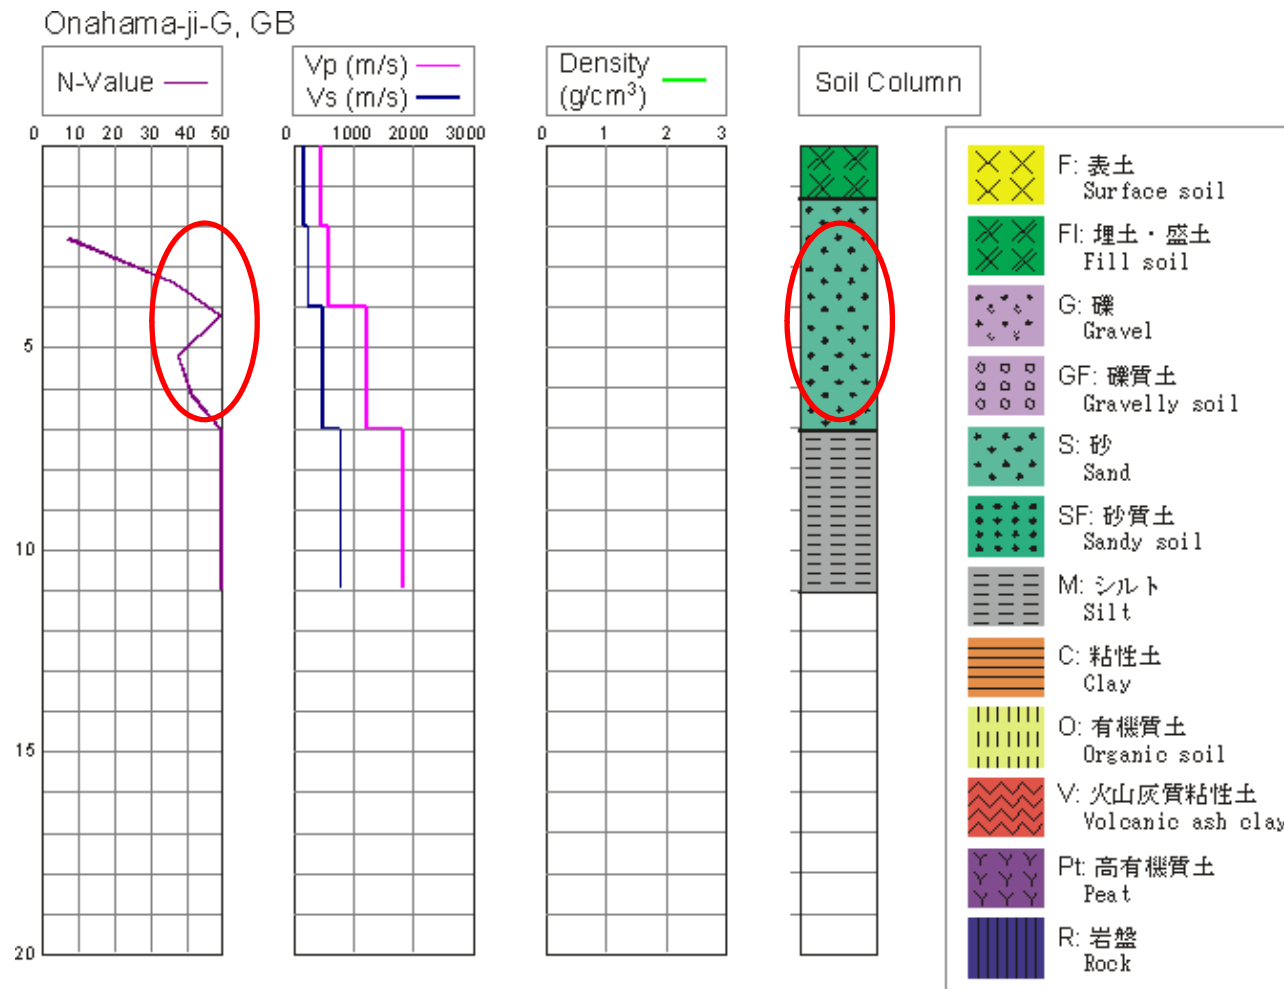 Onahama-ji-G, GB
N-Value
Vp (m/s)
Vs (m/s)
Density
(g/cm³)
Soil Column
0 10 20 30 40 50
0 1000 2000 3000
0 1 2 3
5
10
15
20
F: 表土
Surface soil
FI: 埋土・盛土
Fill soil
G: 礫
Gravel
GF: 礫質土
Gravelly soil
S: 砂
Sand
SF: 砂質土
Sandy soil
M: シルト
Silt
C: 粘性土
Clay
O: 有機質土
Organic soil
V: 火山灰質粘性土
Volcanic ash clay
Pt: 高有機質土
Peat
R: 岩盤
Rock